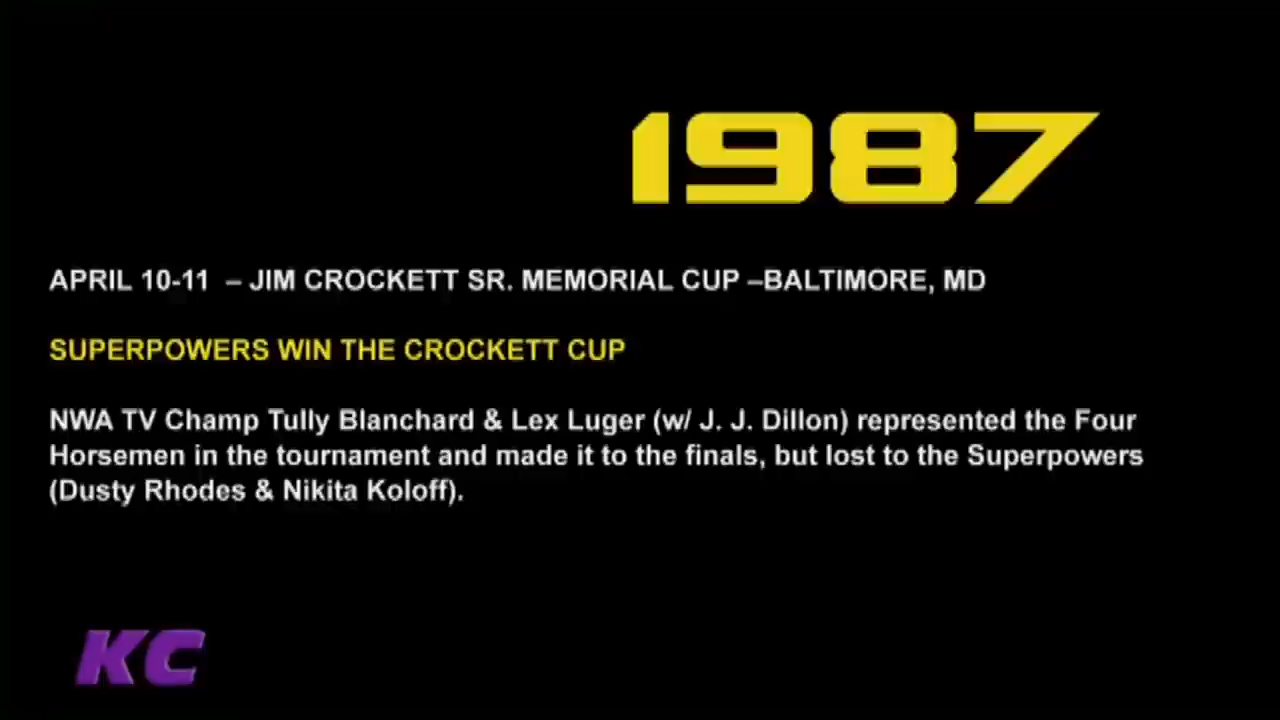 1987
APRIL 10-11 – JIM CROCKETT SR. MEMORIAL CUP –BALTIMORE, MD
SUPERPOWERS WIN THE CROCKETT CUP
NWA TV Champ Tully Blanchard & Lex Luger (w/ J. J. Dillon) represented the Four
Horsemen in the tournament and made it to the finals, but lost to the Superpowers
(Dusty Rhodes & Nikita Koloff).
KC